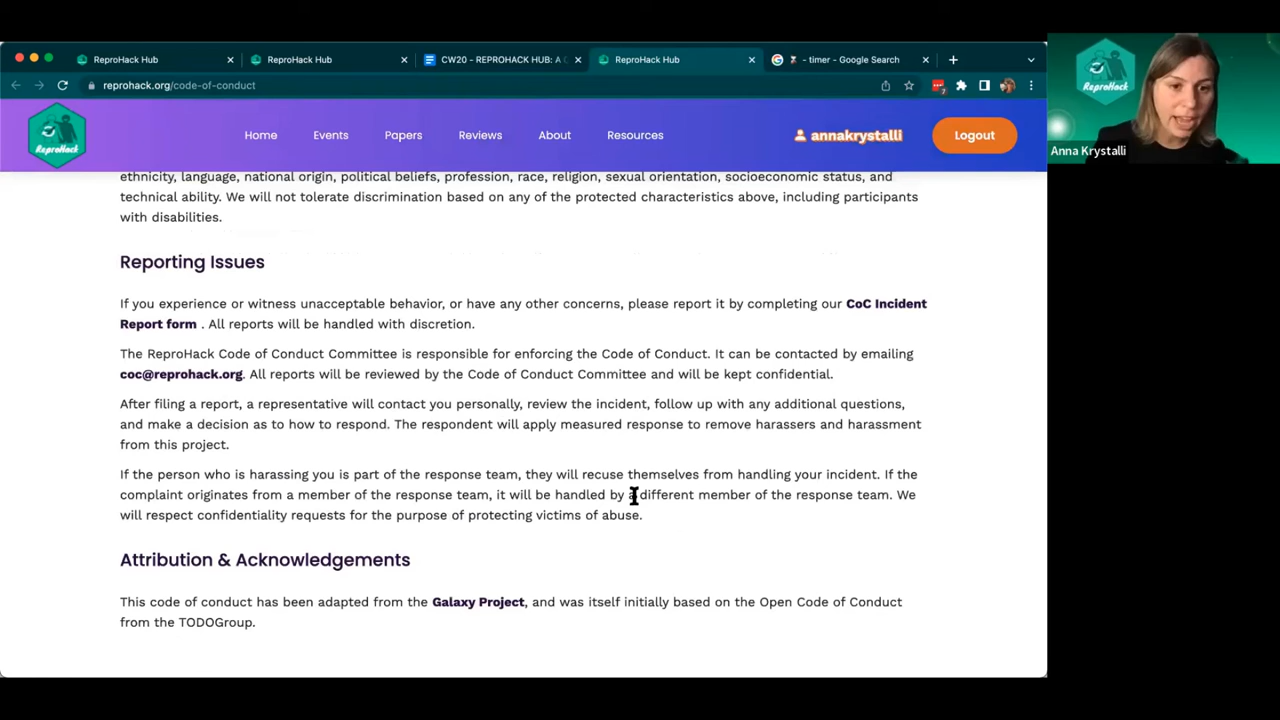 ReproHack Hub
ReproHack Hub
CW20 - REPROHACK HUB: A C
ReproHack Hub
- timer - Google Search
reprohack.org/code-of-conduct
ReproHack
Home
Events
Papers
Reviews
About
Resources
annakrystalli
Logout
ReproHack
Anna Krystalli
ethnicity, language, national origin, political beliefs, profession, race, religion, sexual orientation, socioeconomic status, and
technical ability. We will not tolerate discrimination based on any of the protected characteristics above, including participants
with disabilities.
Reporting Issues
If you experience or witness unacceptable behavior, or have any other concerns, please report it by completing our CoC Incident
Report form . All reports will be handled with discretion.
The ReproHack Code of Conduct Committee is responsible for enforcing the Code of Conduct. It can be contacted by emailing
coc@reprohack.org. All reports will be reviewed by the Code of Conduct Committee and will be kept confidential.
After filing a report, a representative will contact you personally, review the incident, follow up with any additional questions,
and make a decision as to how to respond. The respondent will apply measured response to remove harassers and harassment
from this project.
If the person who is harassing you is part of the response team, they will recuse themselves from handling your incident. If the
complaint originates from a member of the response team, it will be handled by a different member of the response team. We
will respect confidentiality requests for the purpose of protecting victims of abuse.
Attribution & Acknowledgements
This code of conduct has been adapted from the Galaxy Project, and was itself initially based on the Open Code of Conduct
from the TODOGroup.